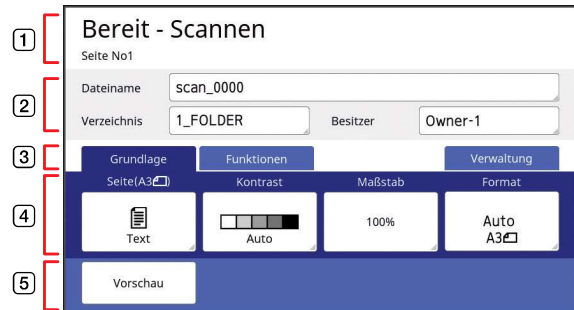 1
Bereit - Scannen
Seite No1
2
Dateiname scan_0000
Verzeichnis 1_FOLDER Besitzer Owner-1
3
Grundlage Funktionen Verwaltung
4
Seite(A3) Kontrast Maßstab Format
Text Auto 100% Auto A3
5
Vorschau